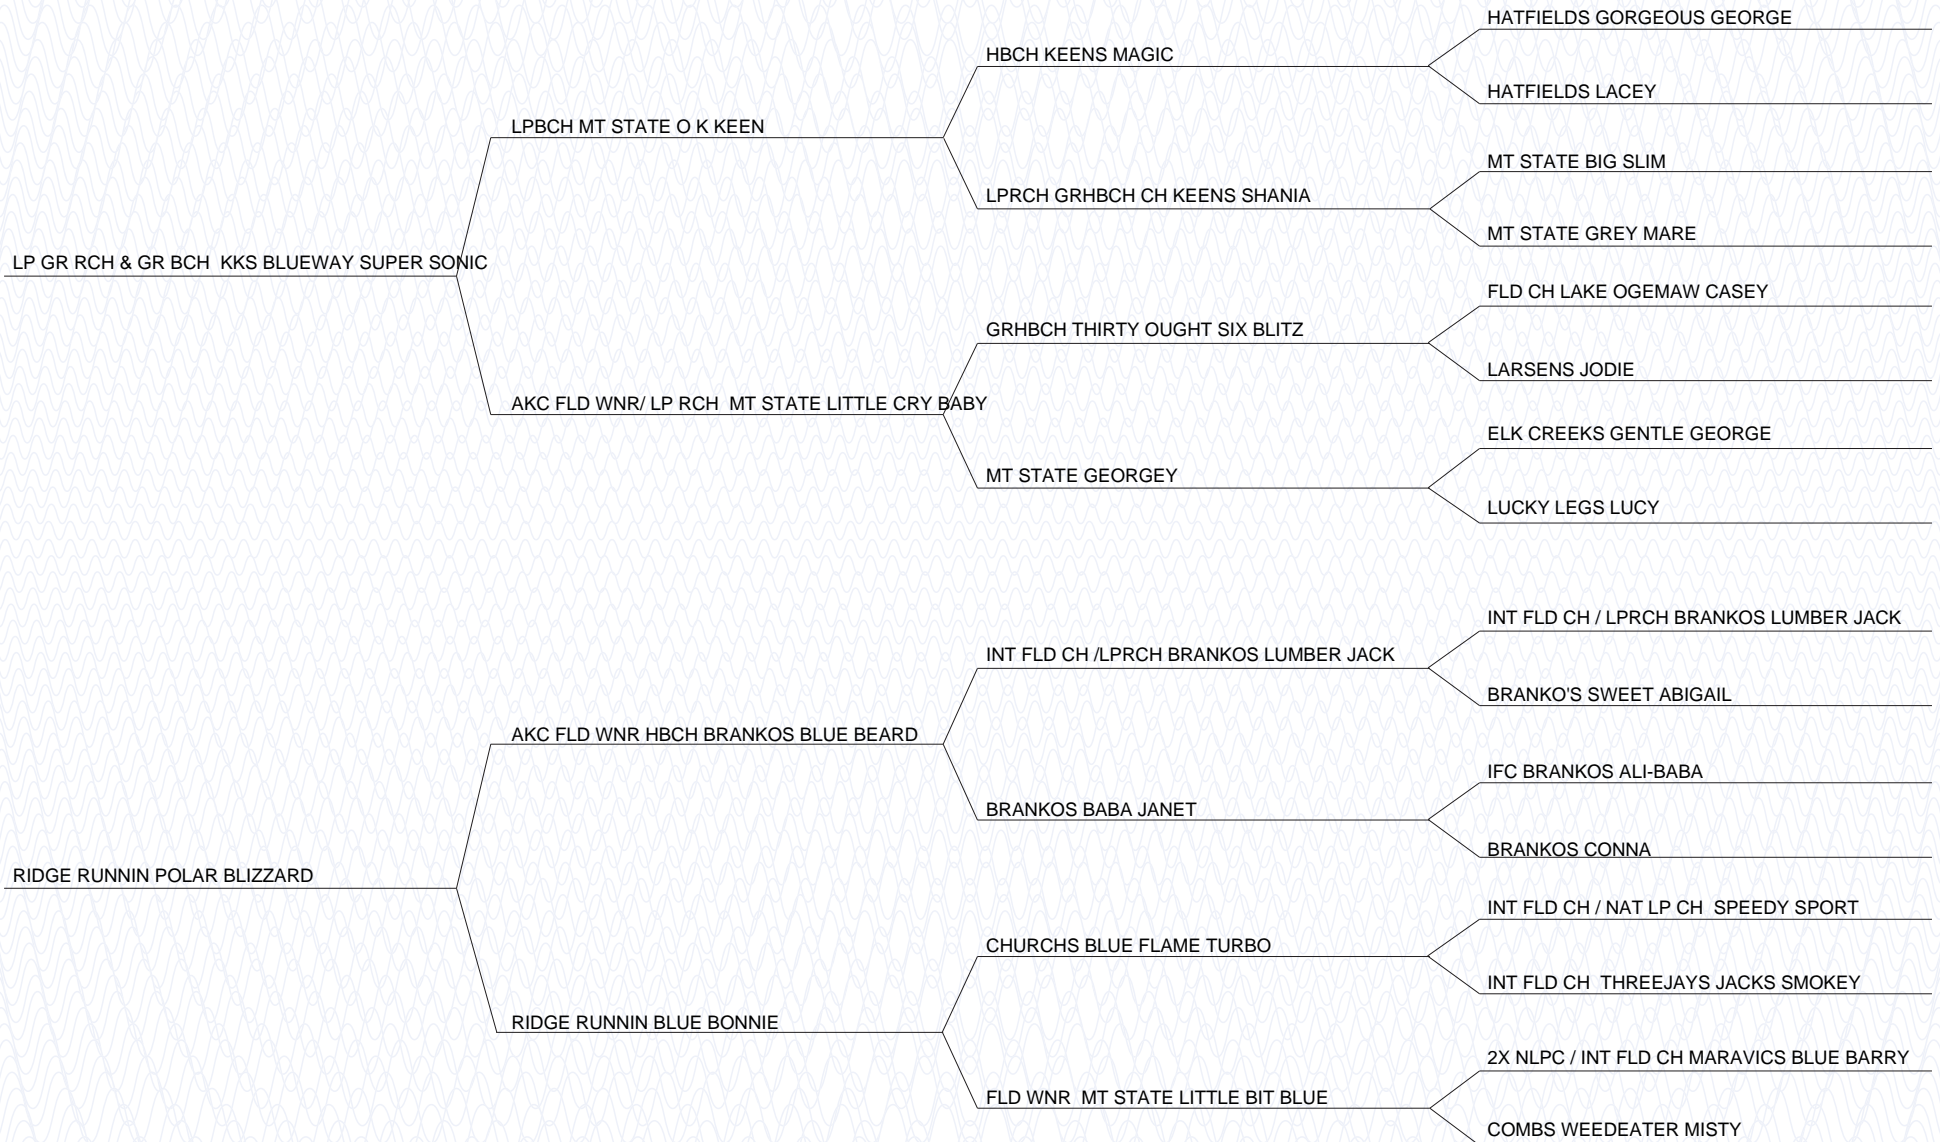 HATFIELDS GORGEOUS GEORGE
HBCH KEENS MAGIC
HATFIELDS LACEY
LPBCH MT STATE O K KEEN
MT STATE BIG SLIM
LPRCH GRHBCH CH KEENS SHANIA
MT STATE GREY MARE
LP GR RCH & GR BCH  KKS BLUEWAY SUPER SONIC
FLD CH LAKE OGEMAW CASEY
GRHBCH THIRTY OUGHT SIX BLITZ
LARSENS JODIE
AKC FLD WNR/ LP RCH  MT STATE LITTLE CRY BABY
ELK CREEKS GENTLE GEORGE
MT STATE GEORGEY
LUCKY LEGS LUCY
INT FLD CH / LPRCH BRANKOS LUMBER JACK
INT FLD CH /LPRCH BRANKOS LUMBER JACK
BRANKO'S SWEET ABIGAIL
AKC FLD WNR HBCH BRANKOS BLUE BEARD
IFC BRANKOS ALI-BABA
BRANKOS BABA JANET
BRANKOS CONNA
RIDGE RUNNIN POLAR BLIZZARD
INT FLD CH / NAT LP CH  SPEEDY SPORT
CHURCHS BLUE FLAME TURBO
INT FLD CH  THREEJAYS JACKS SMOKEY
RIDGE RUNNIN BLUE BONNIE
2X NLPC / INT FLD CH MARAVICS BLUE BARRY
FLD WNR  MT STATE LITTLE BIT BLUE
COMBS WEEDEATER MISTY